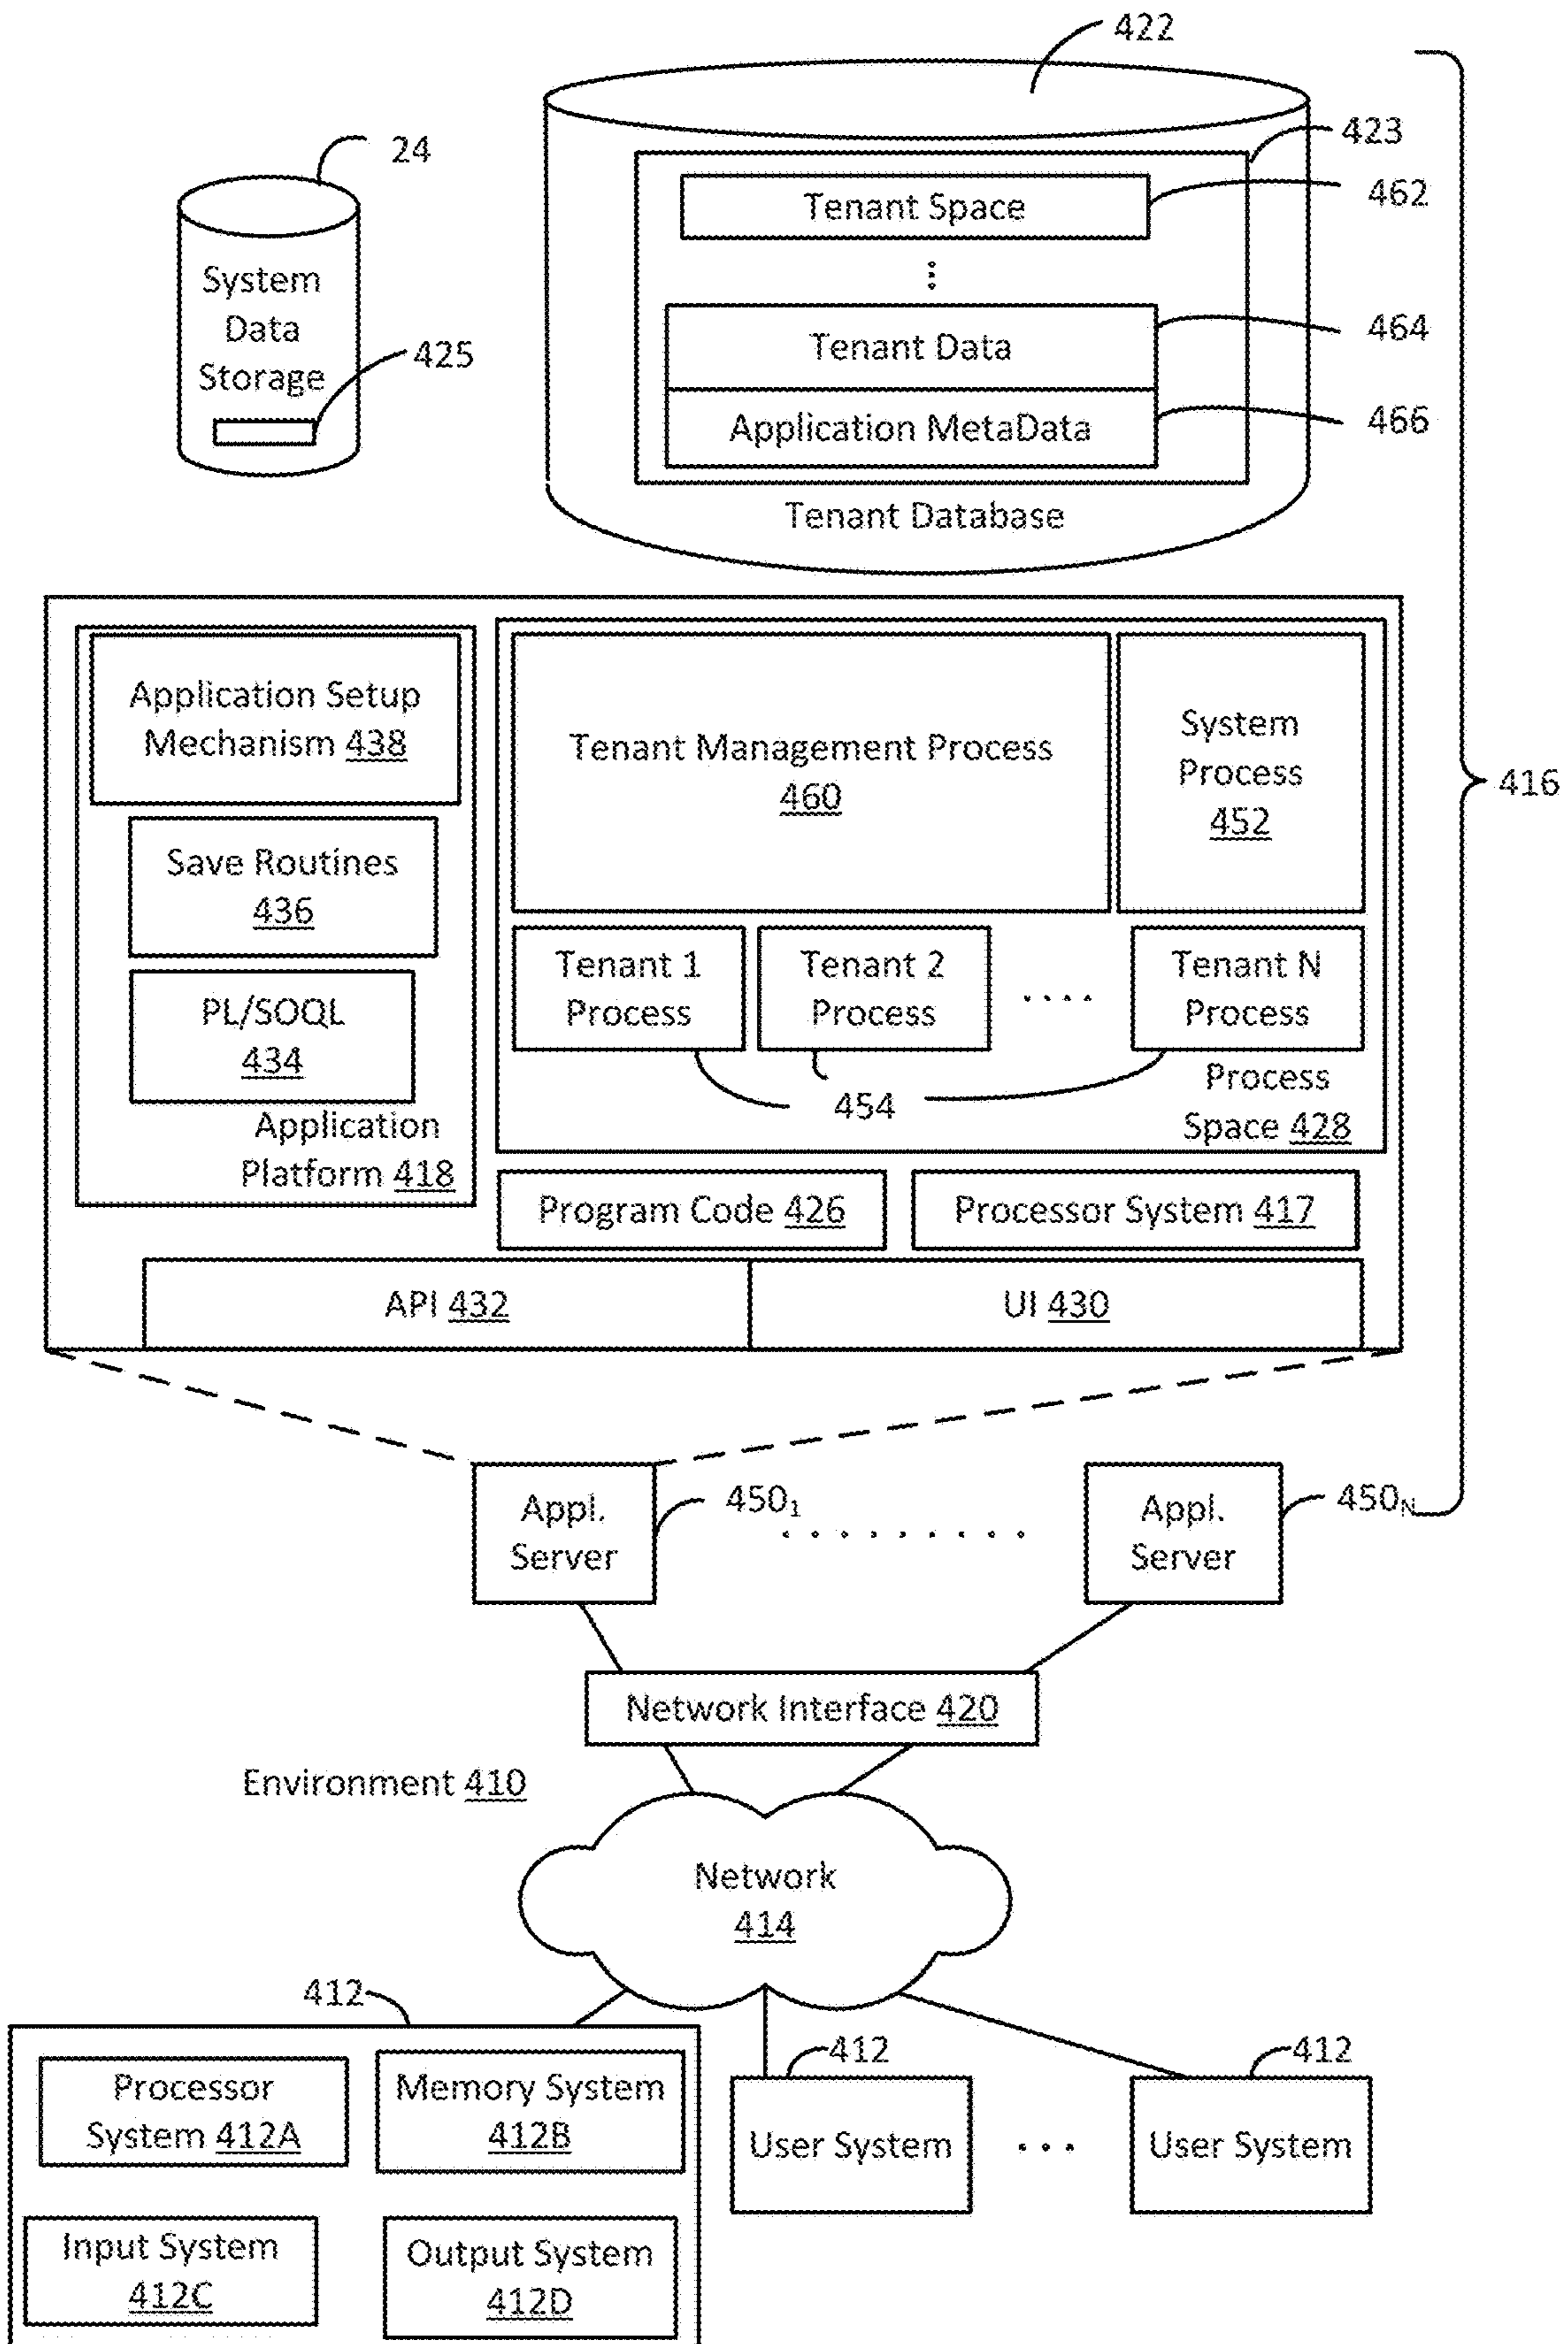 422
423
24
462
Tenant Space
System
Data
Storage
464
Tenant Data
425
466
Application MetaData
Tenant Database
Application Setup
Mechanism 438
Tenant Management Process
460
System
Process
452
416
Save Routines
436
Tenant 1
Process
Tenant 2
Process
Tenant N
Process
PL/SOQL
434
454
Process
Space 428
Application
Platform 418
Program Code 426
Processor System 417
API 432
UI 430
Appl.
Server
450₁
Appl.
Server
450N
Network Interface 420
Environment 410
Network
414
412
412
412
Processor
System 412A
Memory System
412B
User System
User System
Input System
412C
Output System
412D